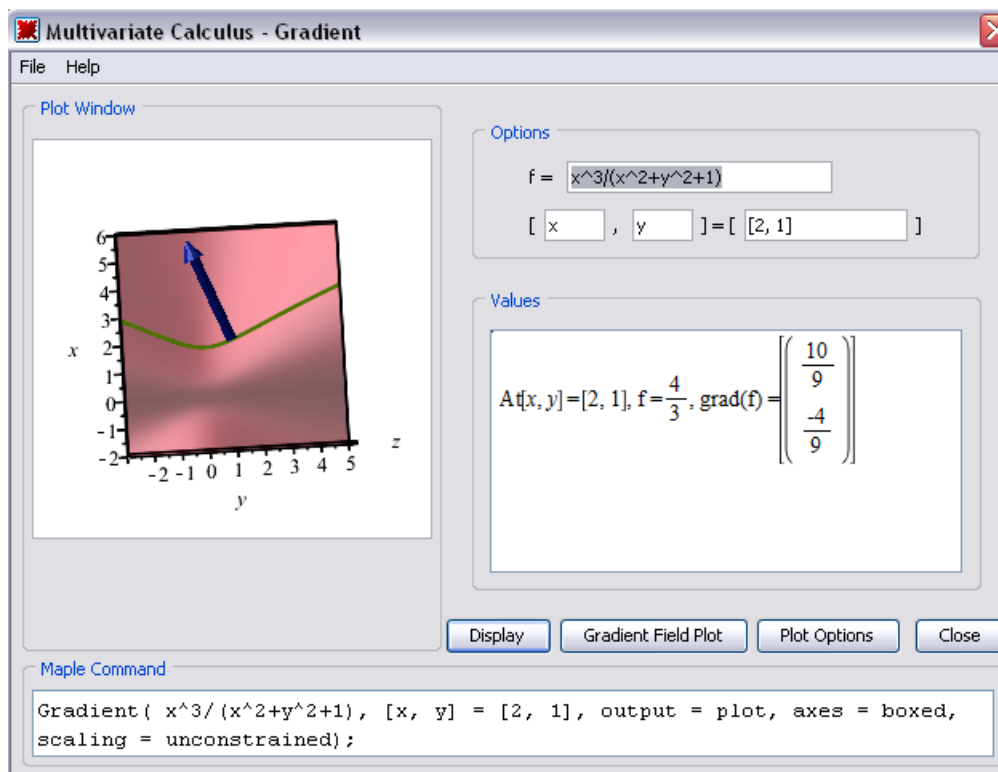 Multivariate Calculus - Gradient
File Help
Plot Window
6
5
4
3
x 2
1
0
-1
-2
-2 -1 0 1 2 3 4 5 z
y
Options
f = x^3/(x^2+y^2+1)
[ x , y ] = [ [2, 1] ]
Values
At[x, y] = [2, 1], f = 4/3, grad(f) = [(10/9
-4/9)]
Display Gradient Field Plot Plot Options Close
Maple Command
Gradient( x^3/(x^2+y^2+1), [x, y] = [2, 1], output = plot, axes = boxed,
scaling = unconstrained);